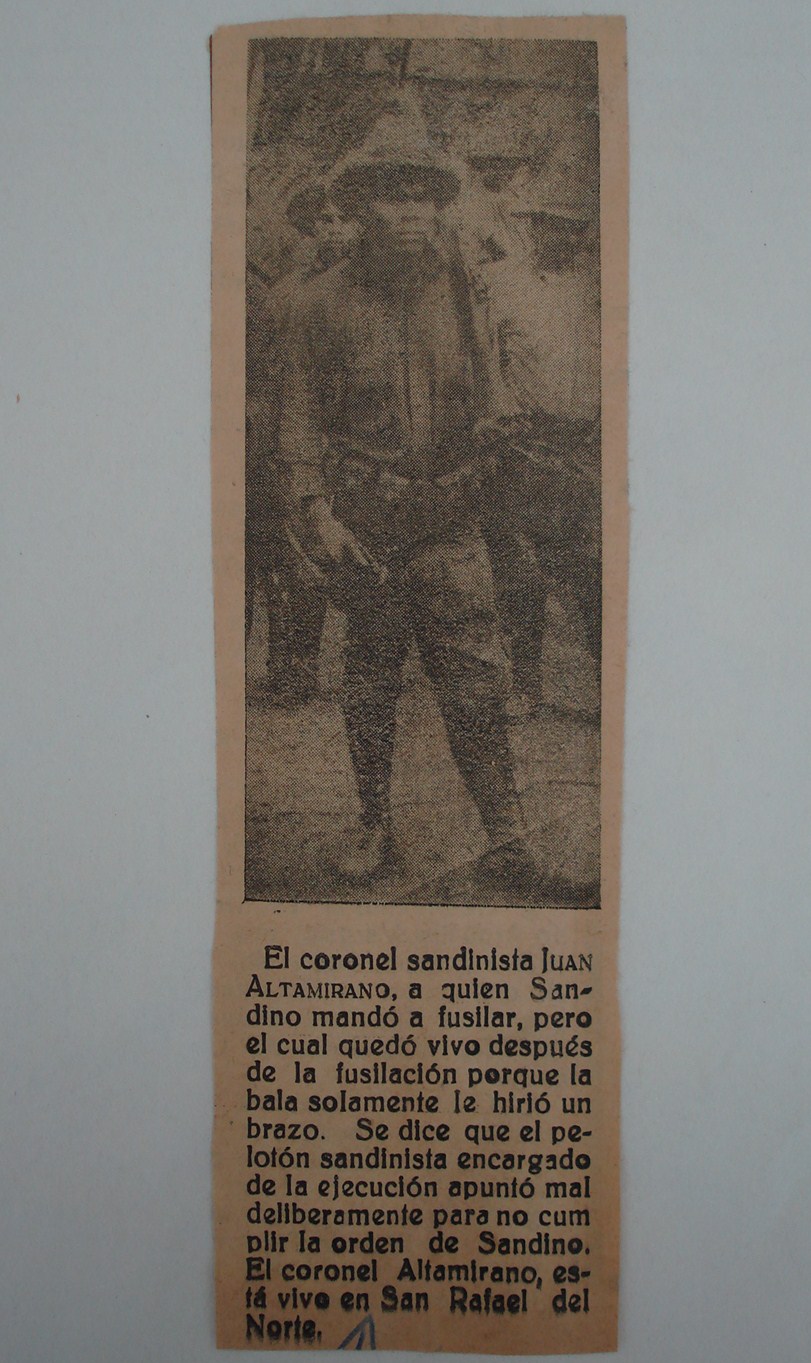 El coronel sandinista JUAN
ALTAMIRANO, a quien San-
dino mandó a fusilar, pero
el cual quedó vivo después
de la fusilación porque la
bala solamente le hirió un
brazo. Se dice que el pe-
lotón sandinista encargado
de la ejecución apuntó mal
deliberamente para no cum
plir la orden de Sandino.
El coronel Altamirano, es-
tá vivo en San Rafael del
Norte.